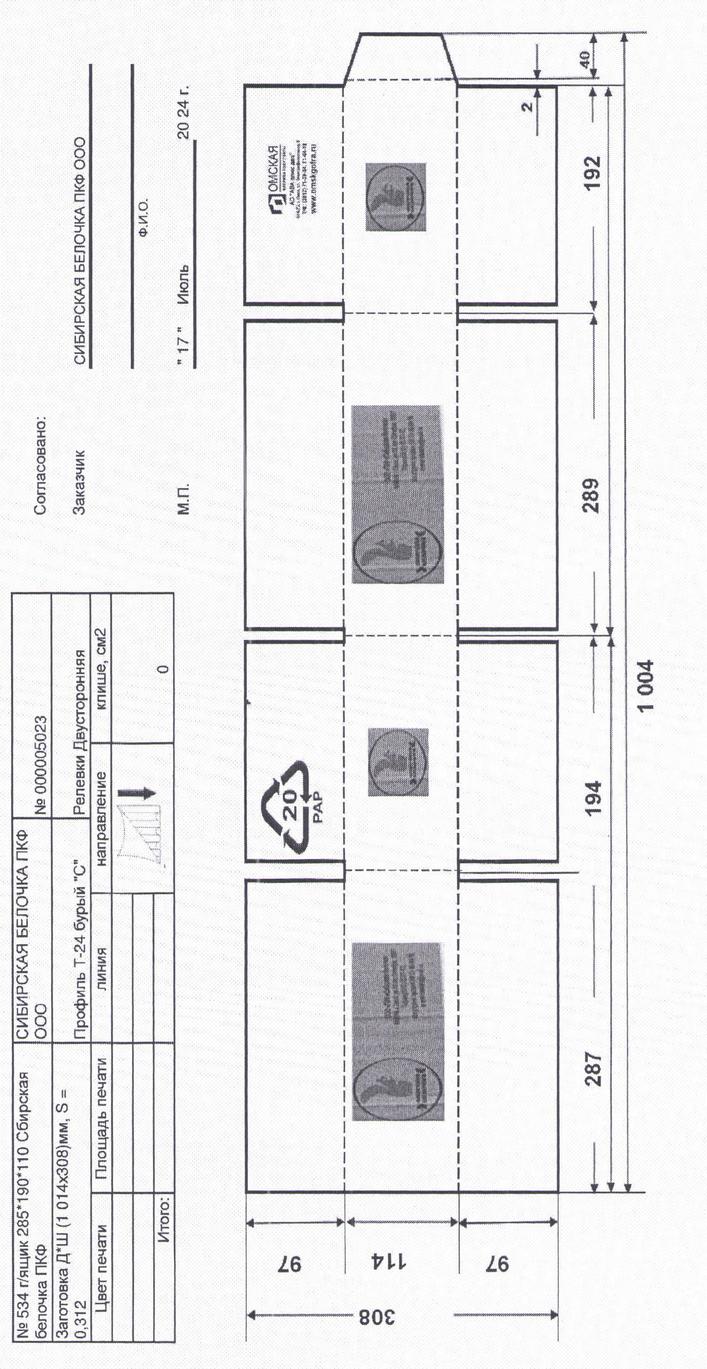 № 534 г/ящик 285*190*110 Сбирская
белочка ПКФ
СИБИРСКАЯ БЕЛОЧКА ПКФ
ООО
№ 000005023
Заготовка Д*Ш (1 014x308)мм, S =
0,312
Профиль Т-24 бурый "С"
Релевки Двусторонняя
Цвет печати
Площадь печати
линия
направление
клише, см2
Итого:
0
Согласовано:
Заказчик
СИБИРСКАЯ БЕЛОЧКА ПКФ ООО
Ф.И.О.
М.П.
" 17 " Июль 20 24 г.
20
PAP
ОМСКАЯ
www.omskgofra.ru
97
114
97
308
287
194
289
192
2
40
1 004